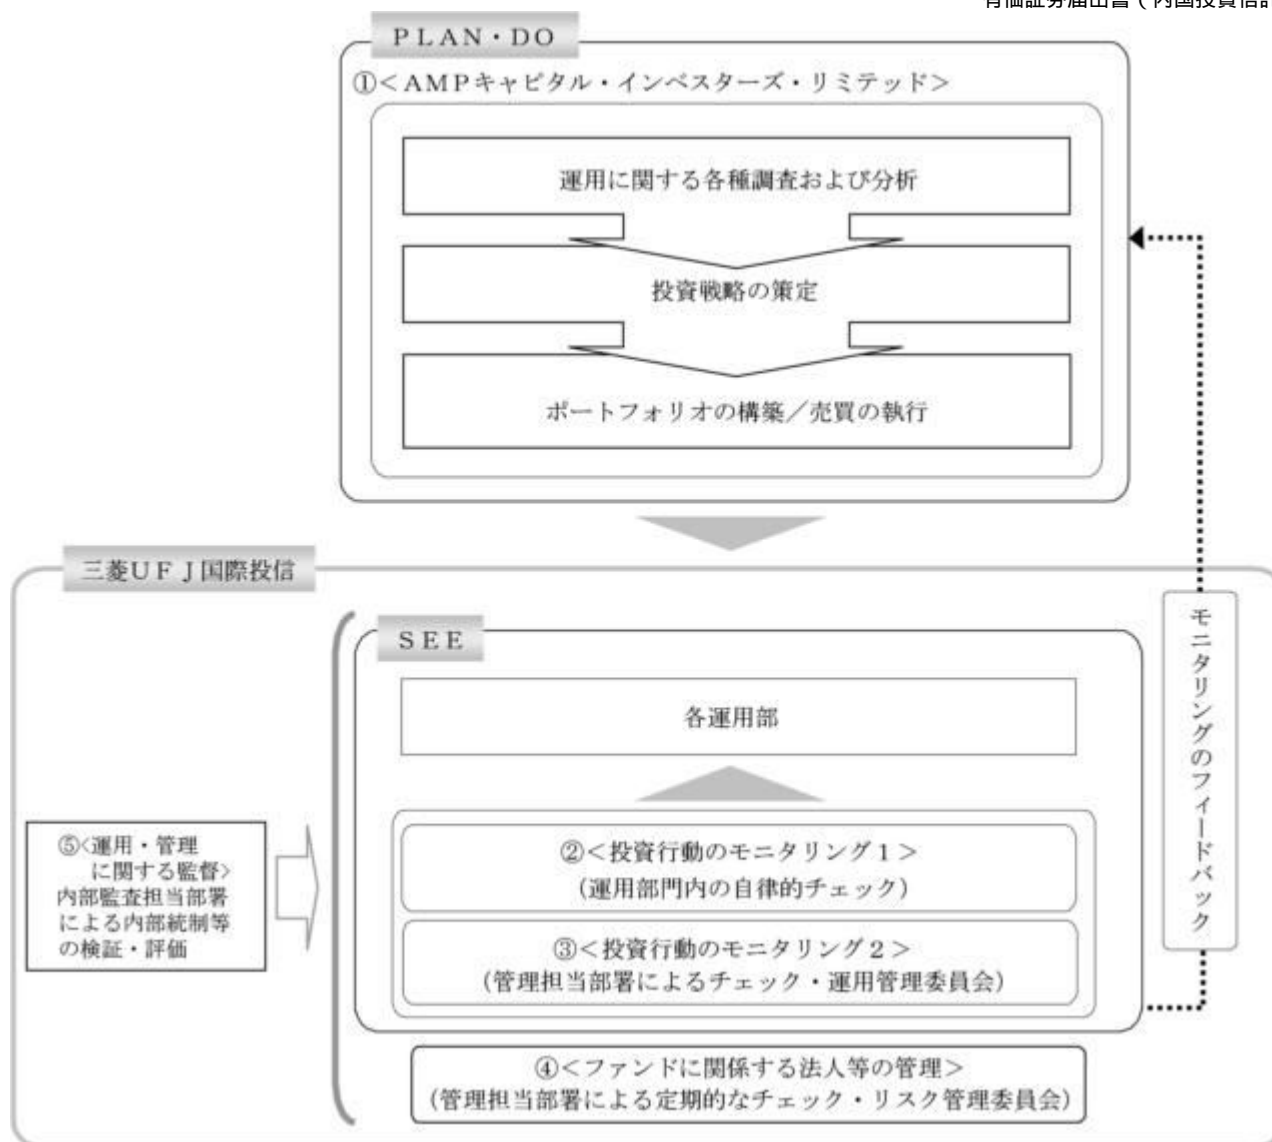 有価証券届出書（内国投資信託
PLAN・DO
①＜AMPキャピタル・インベスターズ・リミテッド＞
運用に関する各種調査および分析
投資戦略の策定
ポートフォリオの構築／売買の執行
三菱UFJ国際投信
SEE
各運用部
②＜投資行動のモニタリング１＞
（運用部門内の自律的チェック）
③＜投資行動のモニタリング２＞
（管理担当部署によるチェック・運用管理委員会）
④＜ファンドに関係する法人等の管理＞
（管理担当部署による定期的なチェック・リスク管理委員会）
⑤<運用・管理
に関する監督>
内部監査担当部署
による内部統制等
の検証・評価
モニタリングのフィードバック